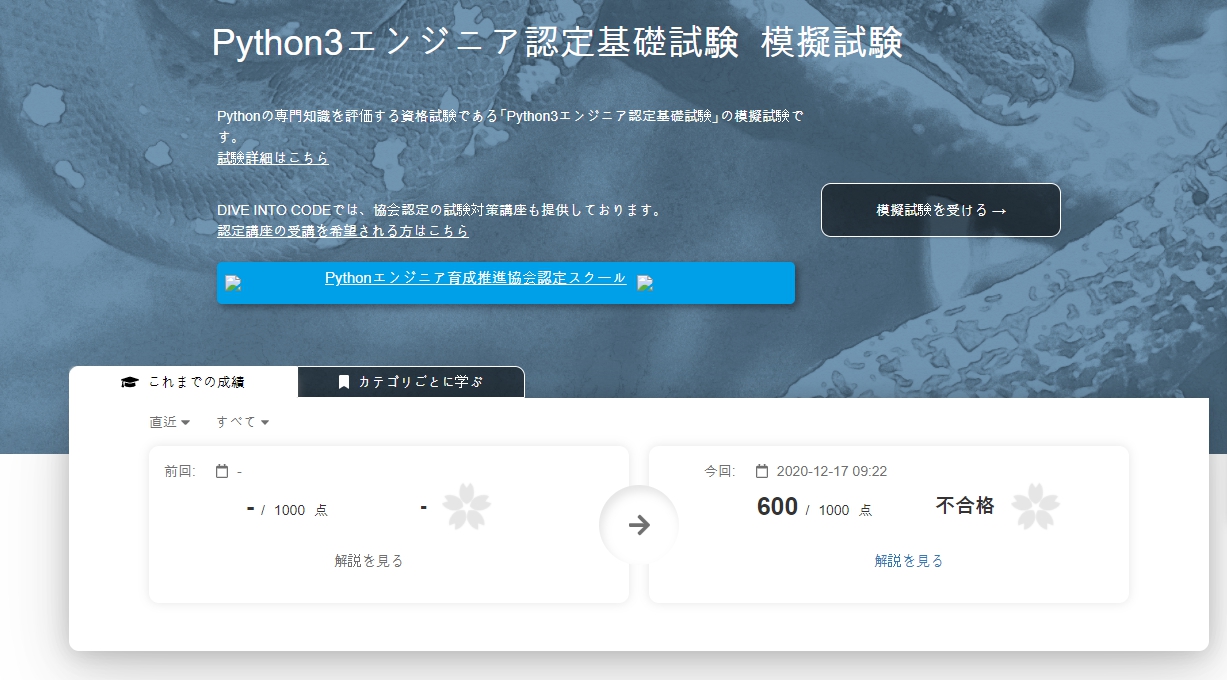 Python3エンジニア認定基礎試験 模擬試験
Pythonの専門知識を評価する資格試験である｢Python3エンジニア認定基礎試験｣の模擬試験で
す。
試験詳細はこちら
DIVE INTO CODEでは、協会認定の試験対策講座も提供しております。
認定講座の受講を希望される方はこちら
模擬試験を受ける→
Pythonエンジニア育成推進協会認定スクール
これまでの成績 カテゴリごとに学ぶ
直近 すべて
前回: -
- / 1000 点 -
解説を見る
今回: 2020-12-17 09:22
600 / 1000 点 不合格
解説を見る